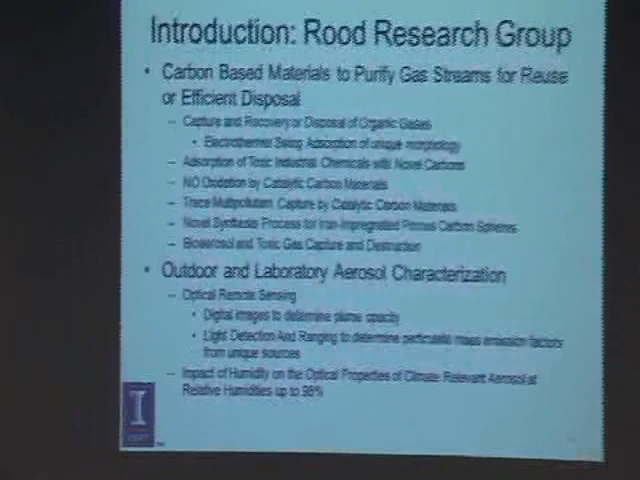 Introduction: Rood Research Group
• Carbon Based Materials to Purify Gas Streams for Reuse
or Efficient Disposal
– Capture and Recovery or Disposal of Organic Gases
• Electrothermal Swing Adsorption of unique morphology
– Adsorption of Toxic Industrial Chemicals with Novel Carbons
– NO Oxidation by Catalytic Carbon Materials
– Trace Multipollutant Capture by Catalytic Carbon Materials
– Novel Synthesis Process for Iron-Impregnated Porous Carbon Spheres
– Bioaerosol and Toxic Gas Capture and Destruction
• Outdoor and Laboratory Aerosol Characterization
– Optical Remote Sensing
• Digital images to determine plume opacity
• Light Detection And Ranging to determine particulate mass emission factors
from unique sources
– Impact of Humidity on the Optical Properties of Climate Relevant Aerosol at
Relative Humidities up to 98%
I